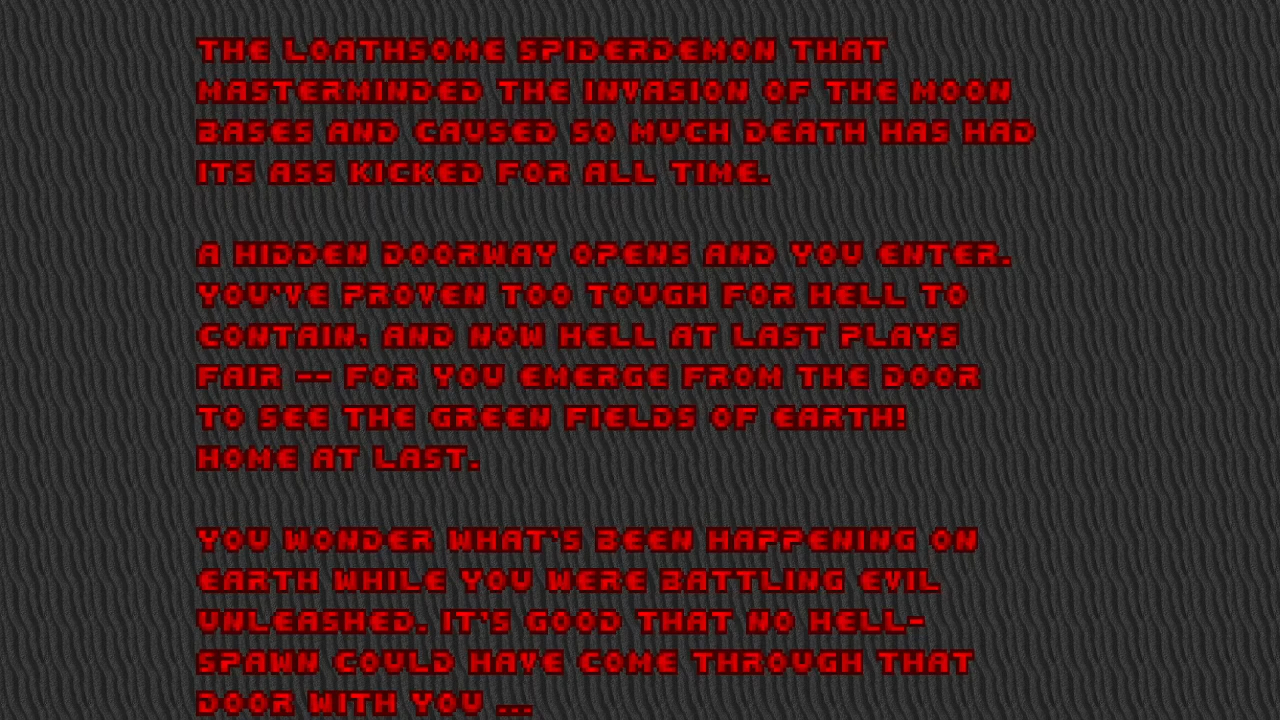 THE LOATHSOME SPIDERDEMON THAT
MASTERMINDED THE INVASION OF THE MOON
BASES AND CAUSED SO MUCH DEATH HAS HAD
ITS ASS KICKED FOR ALL TIME.
A HIDDEN DOORWAY OPENS AND YOU ENTER.
YOU'VE PROVEN TOO TOUGH FOR HELL TO
CONTAIN, AND NOW HELL AT LAST PLAYS
FAIR -- FOR YOU EMERGE FROM THE DOOR
TO SEE THE GREEN FIELDS OF EARTH!
HOME AT LAST.
YOU WONDER WHAT'S BEEN HAPPENING ON
EARTH WHILE YOU WERE BATTLING EVIL
UNLEASHED. IT'S GOOD THAT NO HELL-
SPAWN COULD HAVE COME THROUGH THAT
DOOR WITH YOU ...